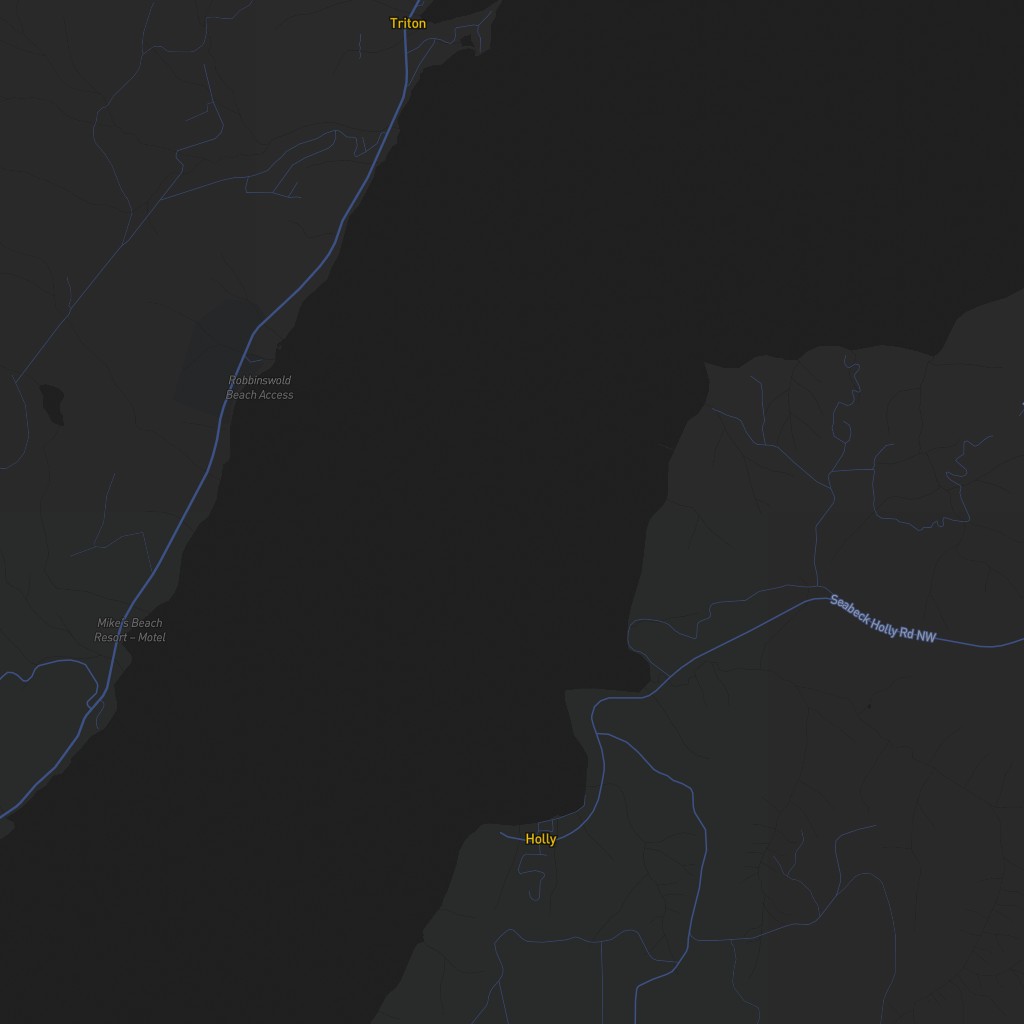 Triton
Robbinswold
Beach Access
Mike's Beach
Resort – Motel
Seabeck Holly Rd NW
Holly